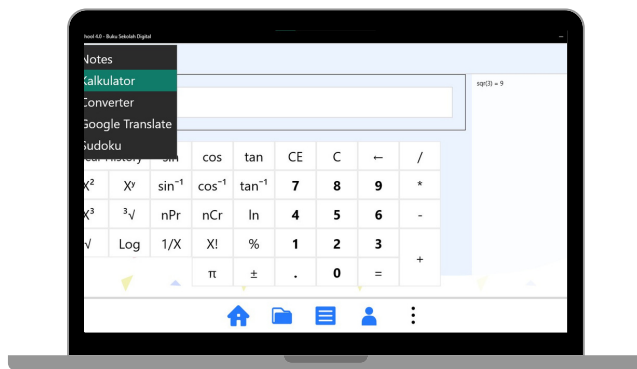 hool 4.0 - Buku Sekolah Digital
Notes
Kalkulator
Converter
Google Translate
Sudoku
sqr(3) = 9
History sin cos tan CE C ← /
X² Xʸ sin⁻¹ cos⁻¹ tan⁻¹ 7 8 9 *
X³ ³√ nPr nCr ln 4 5 6 -
√ Log 1/X X! % 1 2 3
+
π ± . 0 =